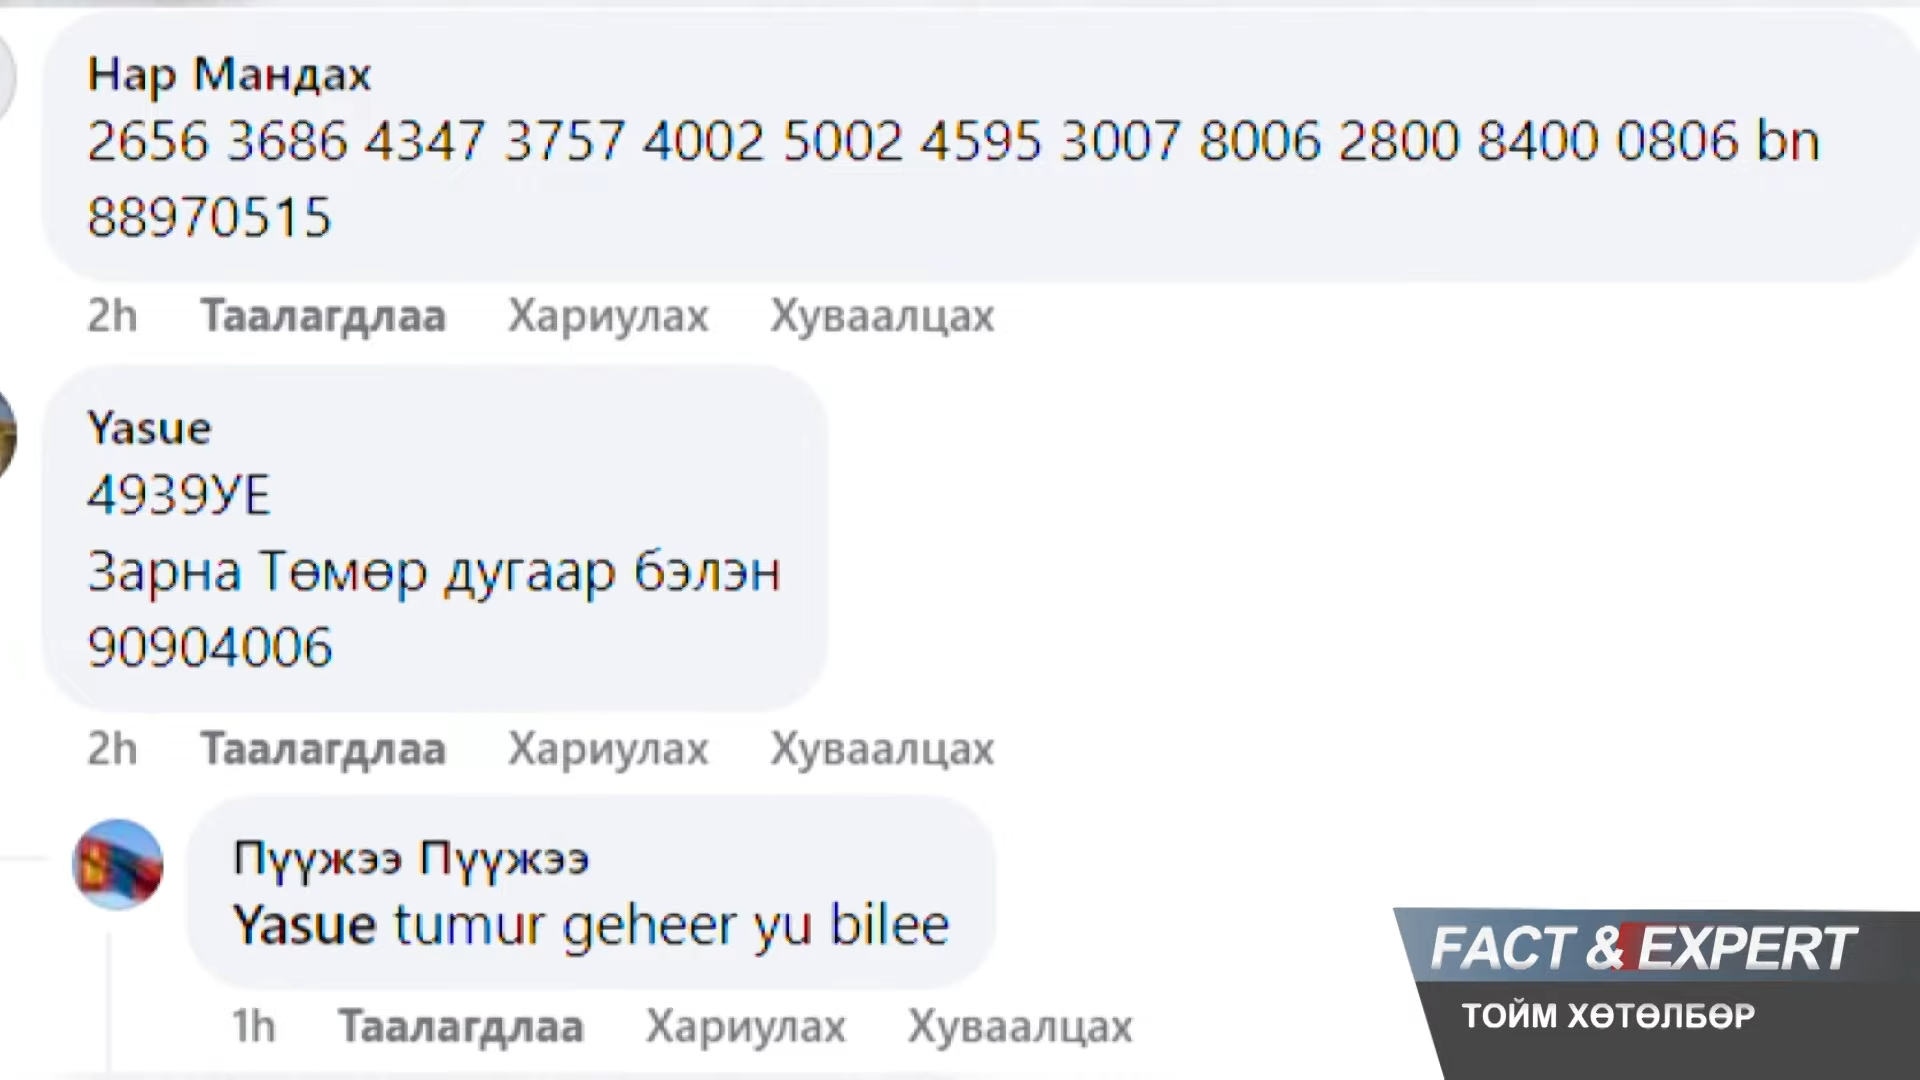 Нар Мандах
2656 3686 4347 3757 4002 5002 4595 3007 8006 2800 8400 0806 bn
88970515
2h Таалагдлаа Хариулах Хуваалцах
Yasue
4939УЕ
Зарна Төмөр дугаар бэлэн
90904006
2h Таалагдлаа Хариулах Хуваалцах
Пүүжээ Пүүжээ
Yasue tumur geheer yu bilee
1h Таалагдлаа Хариулах Хуваалцах
FACT & EXPERT
ТОЙМ ХӨТӨЛБӨР